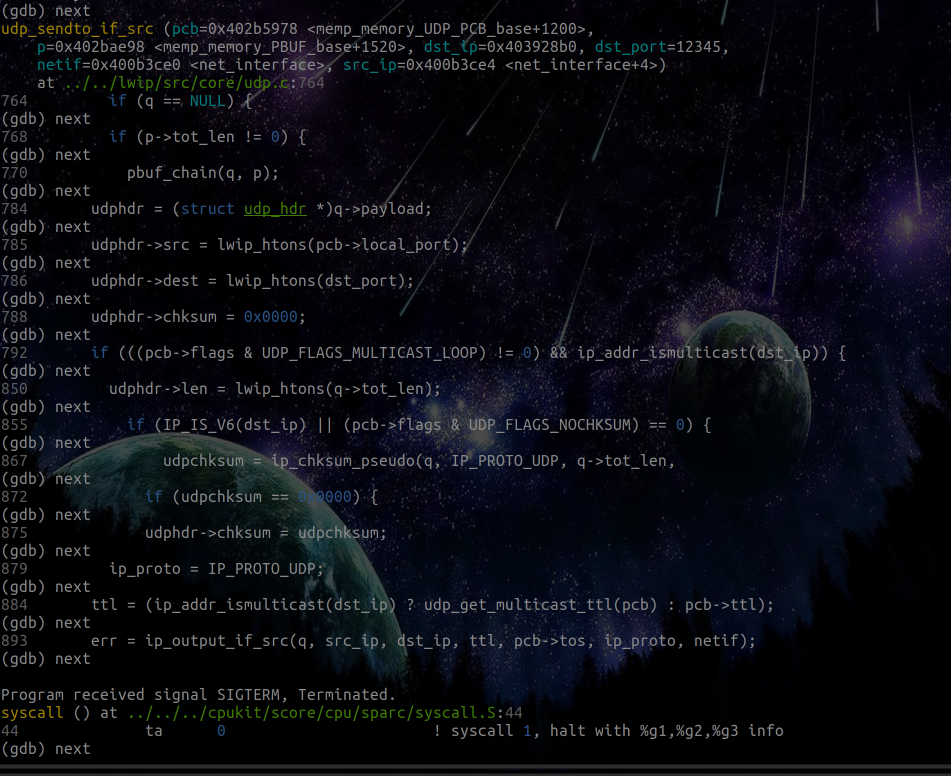 (gdb) next
udp_sendto_if_src (pcb=0x402b5978 <memp_memory_UDP_PCB_base+1200>,
    p=0x402bae98 <memp_memory_PBUF_base+1520>, dst_ip=0x403928b0, dst_port=12345,
    netif=0x400b3ce0 <net_interface>, src_ip=0x400b3ce4 <net_interface+4>)
    at ../../lwip/src/core/udp.c:764
764         if (q == NULL) {
(gdb) next
768         if (p->tot_len != 0) {
(gdb) next
770           pbuf_chain(q, p);
(gdb) next
784       udphdr = (struct udp_hdr *)q->payload;
(gdb) next
785       udphdr->src = lwip_htons(pcb->local_port);
(gdb) next
786       udphdr->dest = lwip_htons(dst_port);
(gdb) next
788       udphdr->chksum = 0x0000;
(gdb) next
792       if (((pcb->flags & UDP_FLAGS_MULTICAST_LOOP) != 0) && ip_addr_ismulticast(dst_ip)) {
(gdb) next
850         udphdr->len = lwip_htons(q->tot_len);
(gdb) next
855           if (IP_IS_V6(dst_ip) || (pcb->flags & UDP_FLAGS_NOCHKSUM) == 0) {
(gdb) next
867               udpchksum = ip_chksum_pseudo(q, IP_PROTO_UDP, q->tot_len,
(gdb) next
872             if (udpchksum == 0x0000) {
(gdb) next
875             udphdr->chksum = udpchksum;
(gdb) next
879         ip_proto = IP_PROTO_UDP;
(gdb) next
884       ttl = (ip_addr_ismulticast(dst_ip) ? udp_get_multicast_ttl(pcb) : pcb->ttl);
(gdb) next
893       err = ip_output_if_src(q, src_ip, dst_ip, ttl, pcb->tos, ip_proto, netif);
(gdb) next

Program received signal SIGTERM, Terminated.
syscall () at ../../../cpukit/score/cpu/sparc/syscall.S:44
44              ta      0                       ! syscall 1, halt with %g1,%g2,%g3 info
(gdb) next